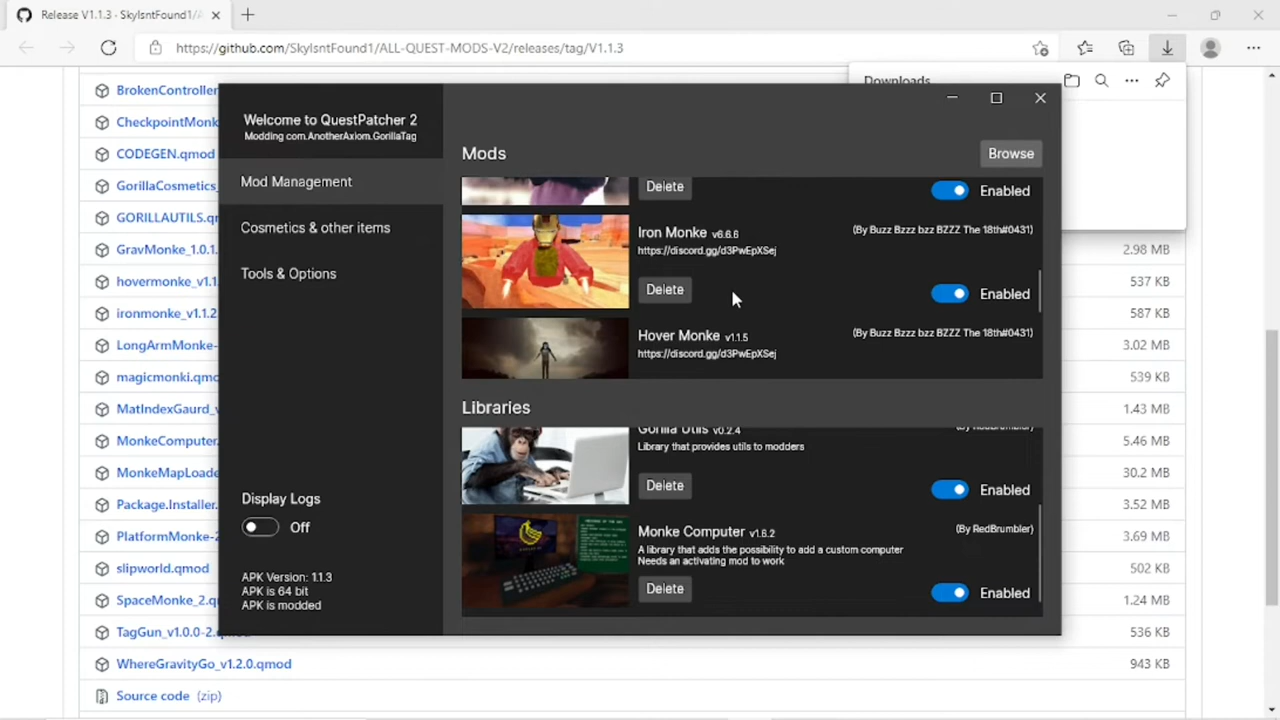 Release V1.1.3 · SkyIsntFound1/A
https://github.com/SkyIsntFound1/ALL-QUEST-MODS-V2/releases/tag/V1.1.3
Downloads
BrokenController
CheckpointMonk
CODEGEN.qmod
GorillaCosmetics_
GORILLAUTILS.q
GravMonke_1.0.1. 2.98 MB
hovermonke_v1.1. 537 KB
ironmonke_v1.1.2 587 KB
LongArmMonke- 3.02 MB
magicmonki.qmo 539 KB
MatIndexGaurd_v 1.43 MB
MonkeComputer. 5.46 MB
MonkeMapLoade 30.2 MB
Package.Installer. 3.52 MB
PlatformMonke-2 3.69 MB
slipworld.qmod 502 KB
SpaceMonke_2.q 1.24 MB
TagGun_v1.0.0-2.q 536 KB
WhereGravityGo_v1.2.0.qmod 943 KB
Source code (zip)
Welcome to QuestPatcher 2
Modding com.AnotherAxiom.GorillaTag
Mod Management
Cosmetics & other items
Tools & Options
Display Logs
Off
APK Version: 1.1.3
APK is 64 bit
APK is modded
Mods
Browse
Delete Enabled
Iron Monke v6.6.6 (By Buzz Bzzz bzz BZZZ The 18th#0431)
https://discord.gg/d3PwEpXSej
Delete Enabled
Hover Monke v1.1.5 (By Buzz Bzzz bzz BZZZ The 18th#0431)
https://discord.gg/d3PwEpXSej
Libraries
Gorilla Utils v0.2.4 (By RedBrumbler)
Library that provides utils to modders
Delete Enabled
Monke Computer v1.6.2 (By RedBrumbler)
A library that adds the possibility to add a custom computer
Needs an activating mod to work
Delete Enabled